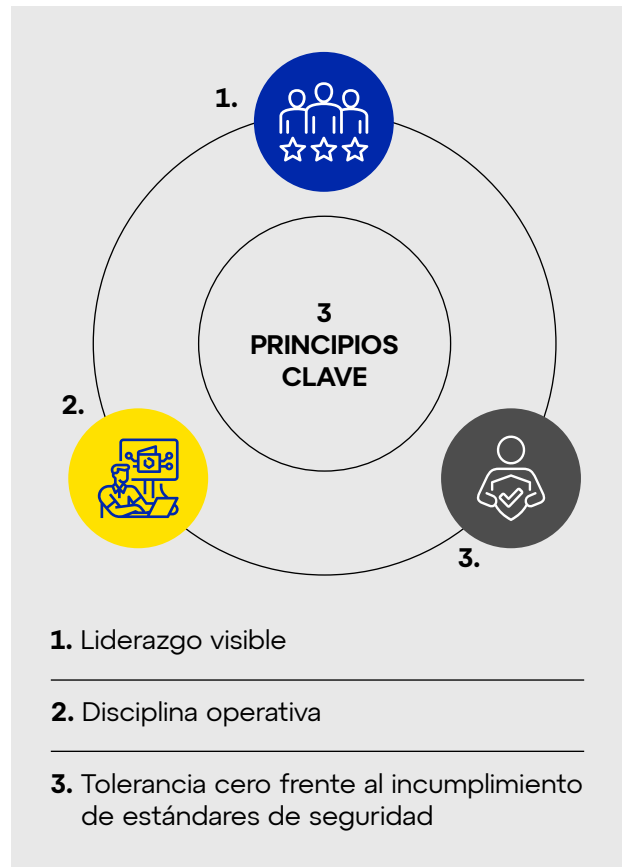 1.
3
PRINCIPIOS
CLAVE
2.
3.
1. Liderazgo visible
2. Disciplina operativa
3. Tolerancia cero frente al incumplimiento
de estándares de seguridad